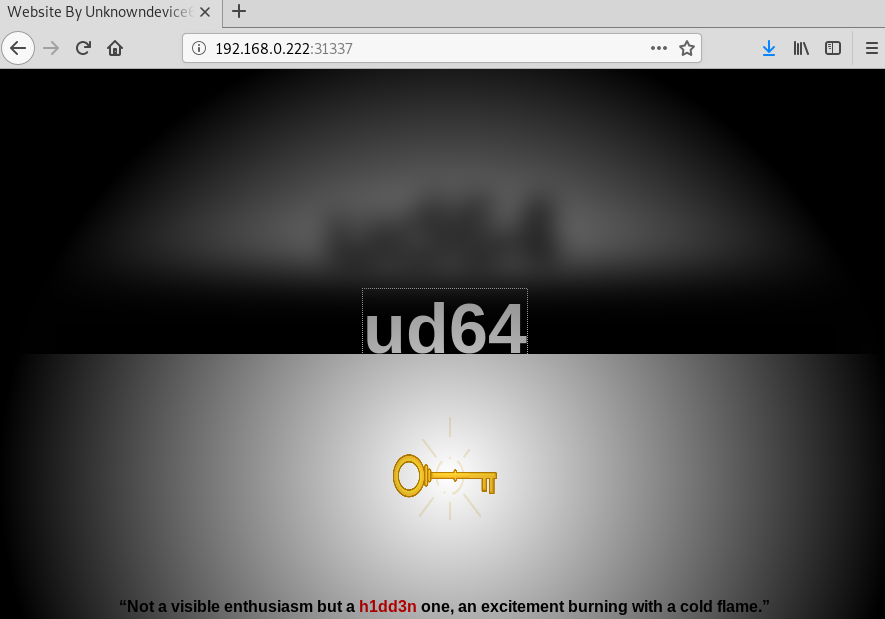 Website By Unknowndevice6
192.168.0.222:31337
ud64
“Not a visible enthusiasm but a h1dd3n one, an excitement burning with a cold flame.”